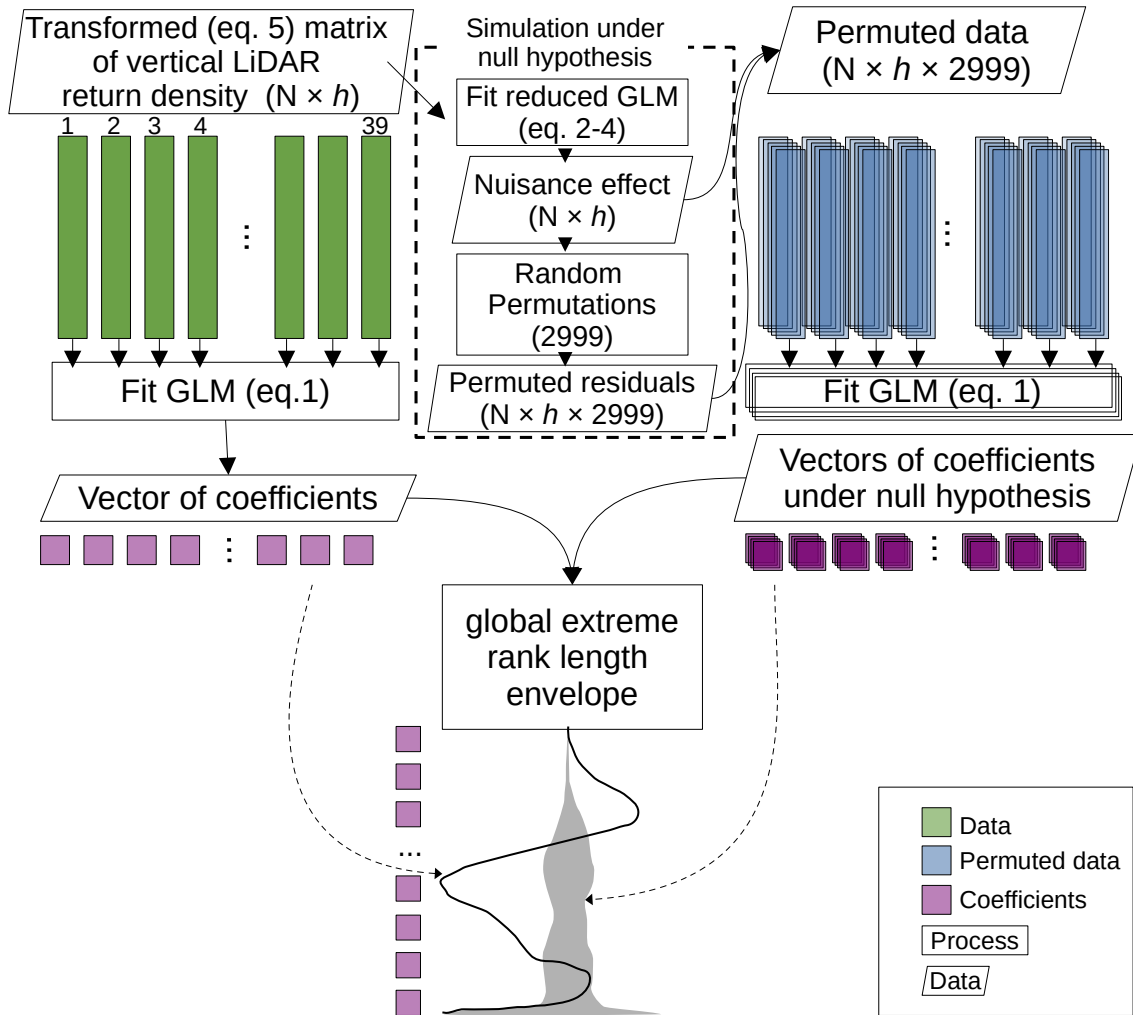 Transformed (eq. 5) matrix
of vertical LiDAR
return density (N × h)
1 2 3 4 39
⋮
Fit GLM (eq.1)
Vector of coefficients
⋮
Simulation under
null hypothesis
Fit reduced GLM
(eq. 2-4)
Nuisance effect
(N × h)
Random
Permutations
(2999)
Permuted residuals
(N × h × 2999)
Permuted data
(N × h × 2999)
⋮
Fit GLM (eq. 1)
Vectors of coefficients
under null hypothesis
⋮
global extreme
rank length
envelope
...
Data
Permuted data
Coefficients
Process
Data